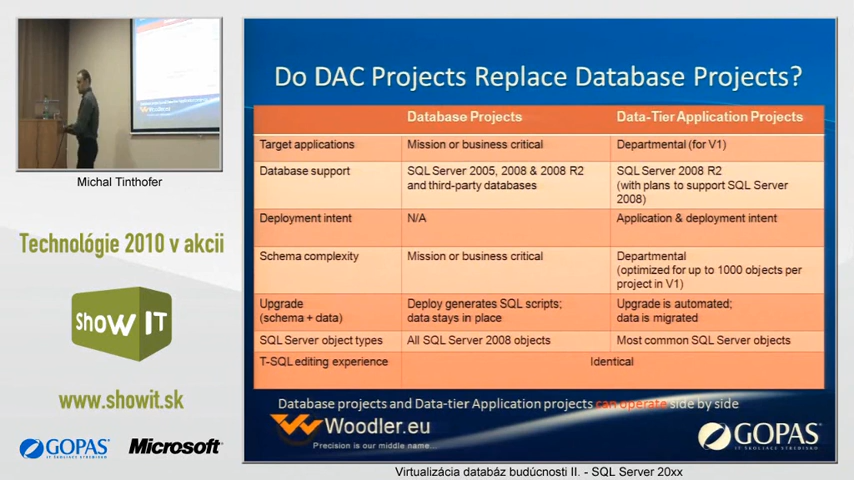 Michal Tinthofer
Technológie 2010 v akcii
ShowIT
www.showit.sk
GOPAS
Microsoft
Do DAC Projects Replace Database Projects?
Database Projects
Data-Tier Application Projects
Target applications
Mission or business critical
Departmental (for V1)
Database support
SQL Server 2005, 2008 & 2008 R2
and third-party databases
SQL Server 2008 R2
(with plans to support SQL Server
2008)
Deployment intent
N/A
Application & deployment intent
Schema complexity
Mission or business critical
Departmental
(optimized for up to 1000 objects per
project in V1)
Upgrade
(schema + data)
Deploy generates SQL scripts;
data stays in place
Upgrade is automated;
data is migrated
SQL Server object types
All SQL Server 2008 objects
Most common SQL Server objects
T-SQL editing experience
Identical
Database projects and Data-tier Application projects can operate side by side
Woodler.eu
Precision is our middle name...
GOPAS
IT ŠKOLIACE STREDISKO
Virtualizácia databáz budúcnosti II. - SQL Server 20xx